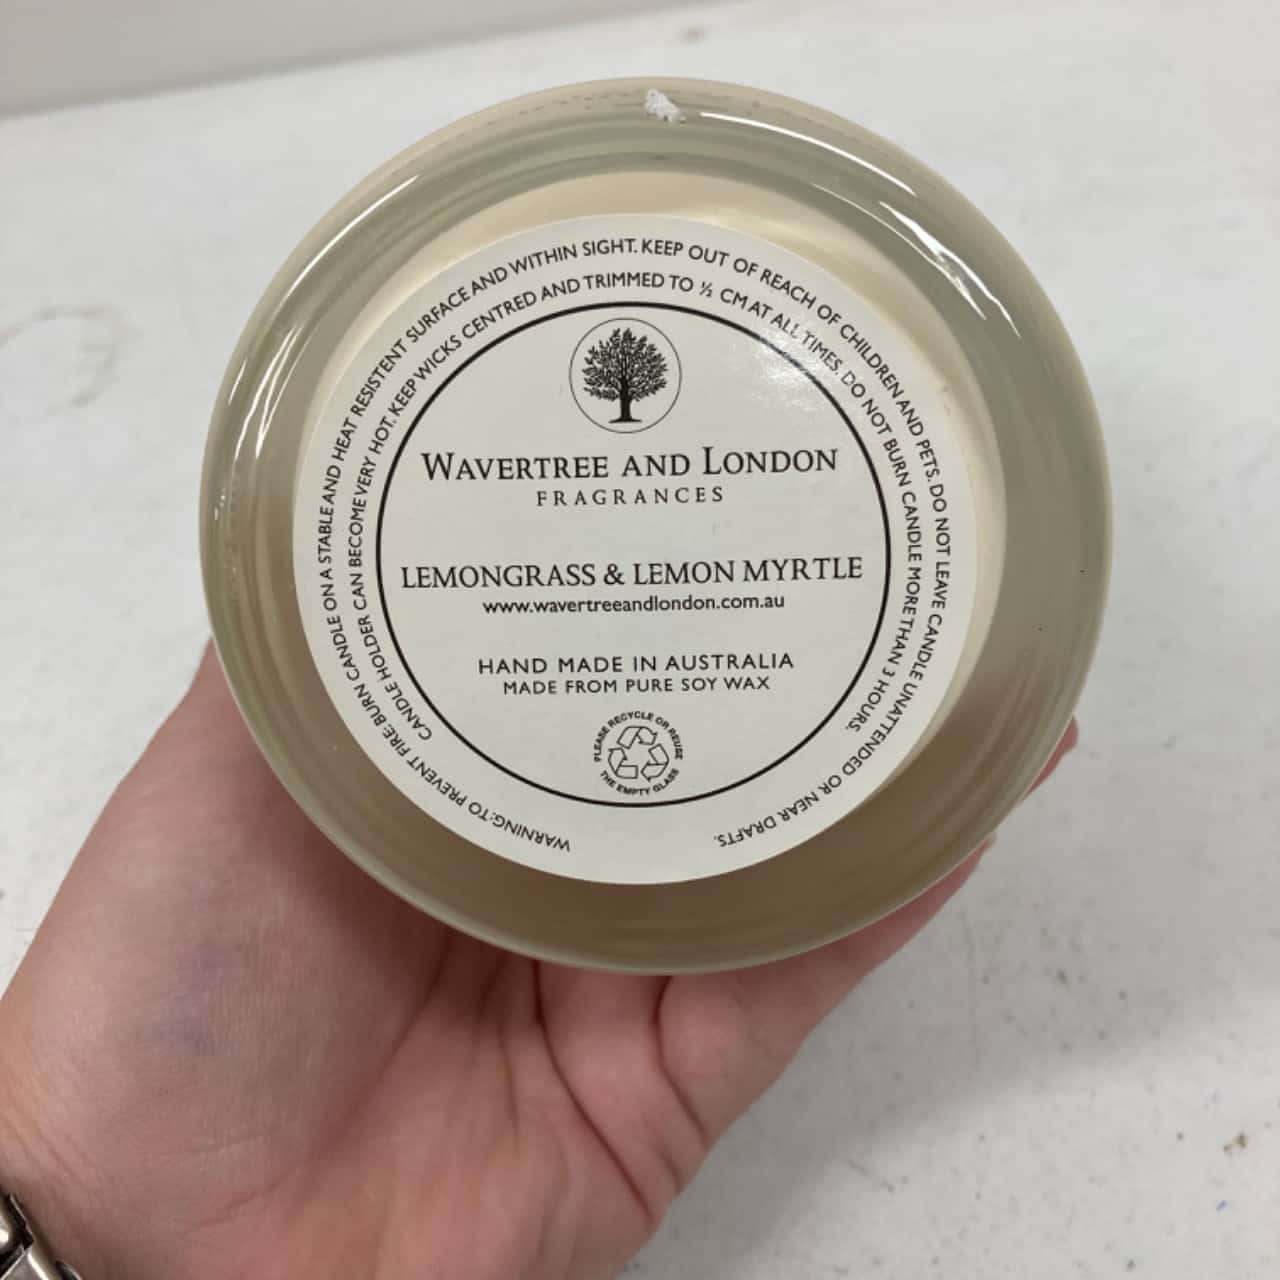 WARNING: TO PREVENT FIRE: BURN CANDLE ON A STABLE AND HEAT RESISTENT SURFACE AND WITHIN SIGHT. KEEP OUT OF REACH OF CHILDREN AND PETS. DO NOT LEAVE CANDLE UNATTENDED OR NEAR DRAFTS.
CANDLE HOLDER CAN BECOME VERY HOT. KEEP WICKS CENTRED AND TRIMMED TO ½ CM AT ALL TIMES. DO NOT BURN CANDLE MORE THAN 3 HOURS.
WAVERTREE AND LONDON
FRAGRANCES
LEMONGRASS & LEMON MYRTLE
www.wavertreeandlondon.com.au
HAND MADE IN AUSTRALIA
MADE FROM PURE SOY WAX
PLEASE RECYCLE OR REUSE
THE EMPTY GLASS